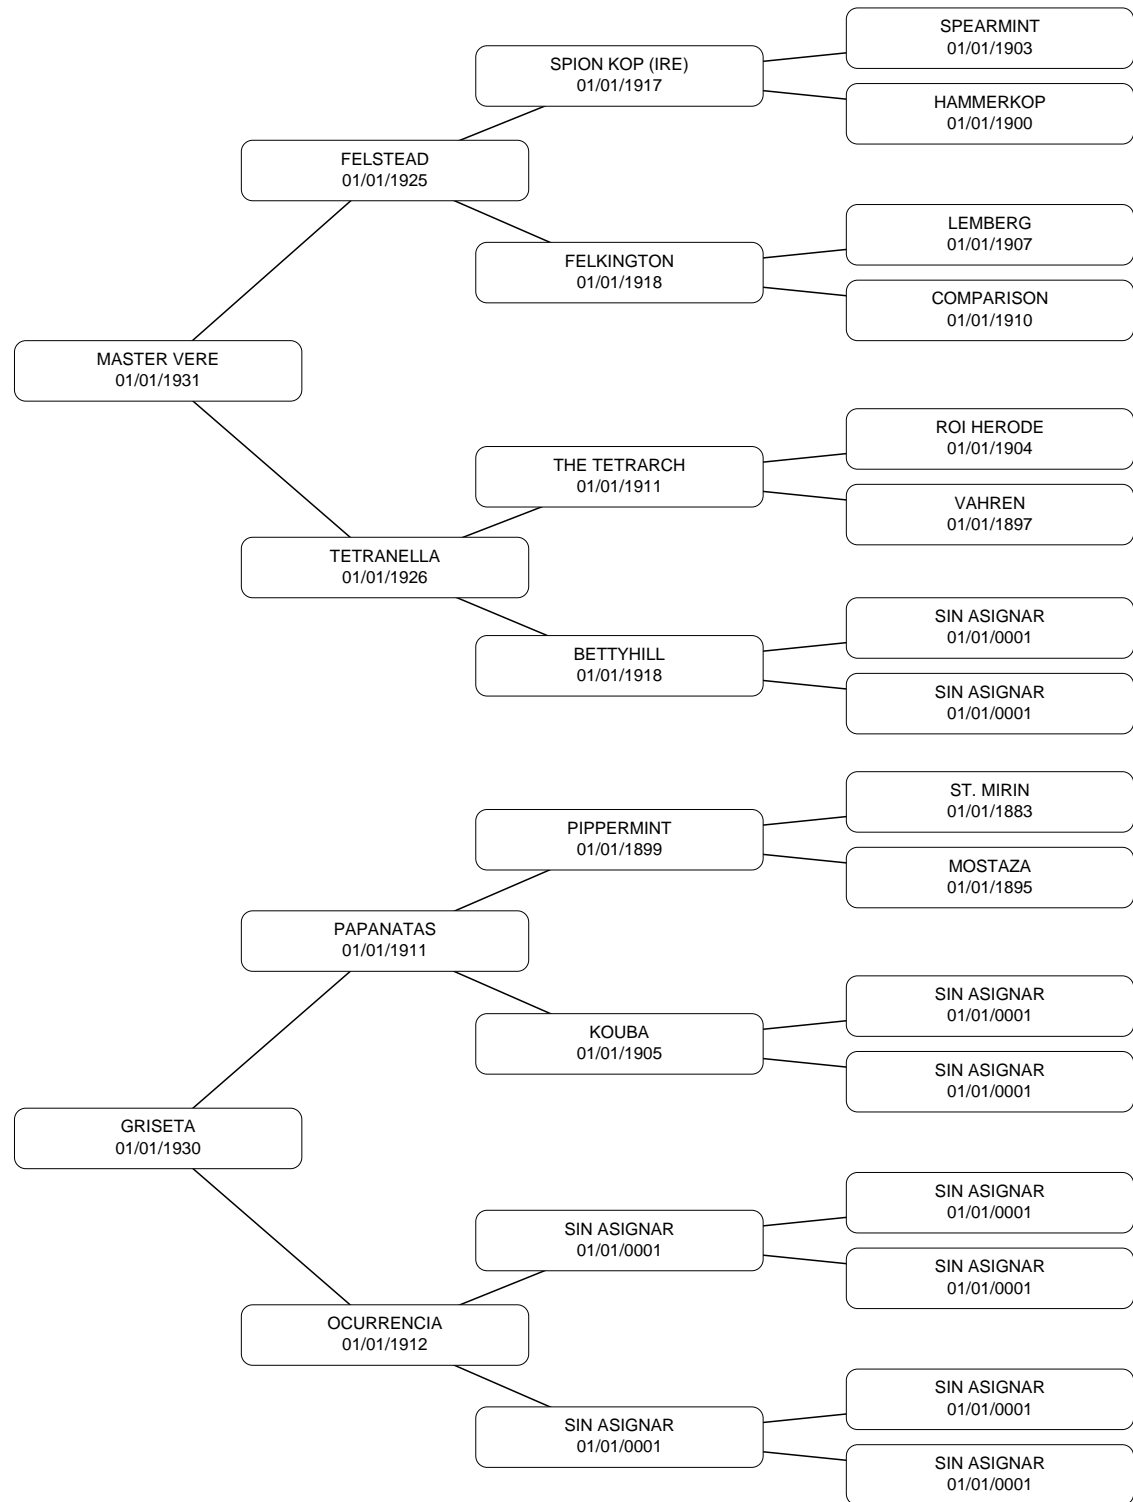 SPEARMINT
01/01/1903
SPION KOP (IRE)
01/01/1917
HAMMERKOP
01/01/1900
FELSTEAD
01/01/1925
LEMBERG
01/01/1907
FELKINGTON
01/01/1918
COMPARISON
01/01/1910
MASTER VERE
01/01/1931
ROI HERODE
01/01/1904
THE TETRARCH
01/01/1911
VAHREN
01/01/1897
TETRANELLA
01/01/1926
SIN ASIGNAR
01/01/0001
BETTYHILL
01/01/1918
SIN ASIGNAR
01/01/0001
ST. MIRIN
01/01/1883
PIPPERMINT
01/01/1899
MOSTAZA
01/01/1895
PAPANATAS
01/01/1911
SIN ASIGNAR
01/01/0001
KOUBA
01/01/1905
SIN ASIGNAR
01/01/0001
GRISETA
01/01/1930
SIN ASIGNAR
01/01/0001
SIN ASIGNAR
01/01/0001
SIN ASIGNAR
01/01/0001
OCURRENCIA
01/01/1912
SIN ASIGNAR
01/01/0001
SIN ASIGNAR
01/01/0001
SIN ASIGNAR
01/01/0001